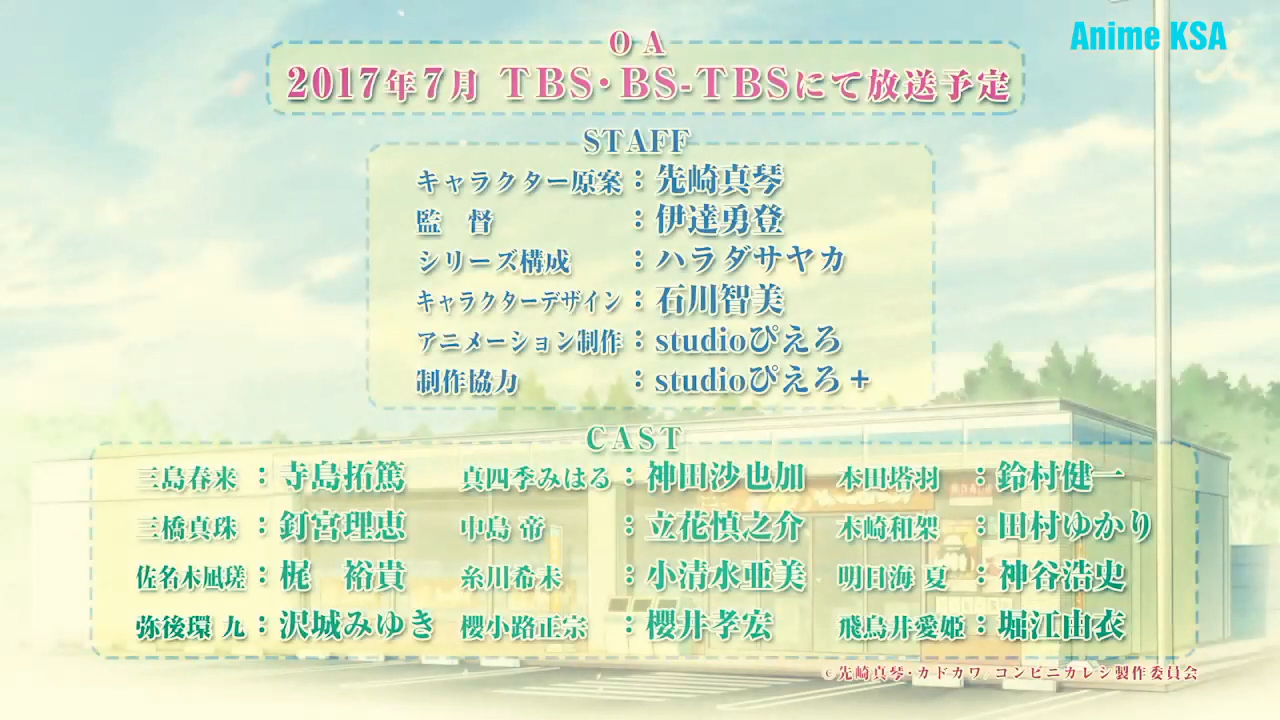 Anime KSA
OA
2017年7月 TBS・BS-TBSにて放送予定
STAFF
キャラクター原案：先崎真琴
監　督：伊達勇登
シリーズ構成：ハラダサヤカ
キャラクターデザイン：石川智美
アニメーション制作：studioぴえろ
制作協力：studioぴえろ＋
CAST
三島春来：寺島拓篤　真四季みはる：神田沙也加　本田塔羽：鈴村健一
三橋真珠：釘宮理恵　中島 帝：立花慎之介　木崎和架：田村ゆかり
佐名木凪瑳：梶　裕貴　糸川希未：小清水亜美　明日海 夏：神谷浩史
弥後環 九：沢城みゆき　櫻小路正宗：櫻井孝宏　飛鳥井愛姫：堀江由衣
©先崎真琴・カドカワ/コンビニカレシ製作委員会